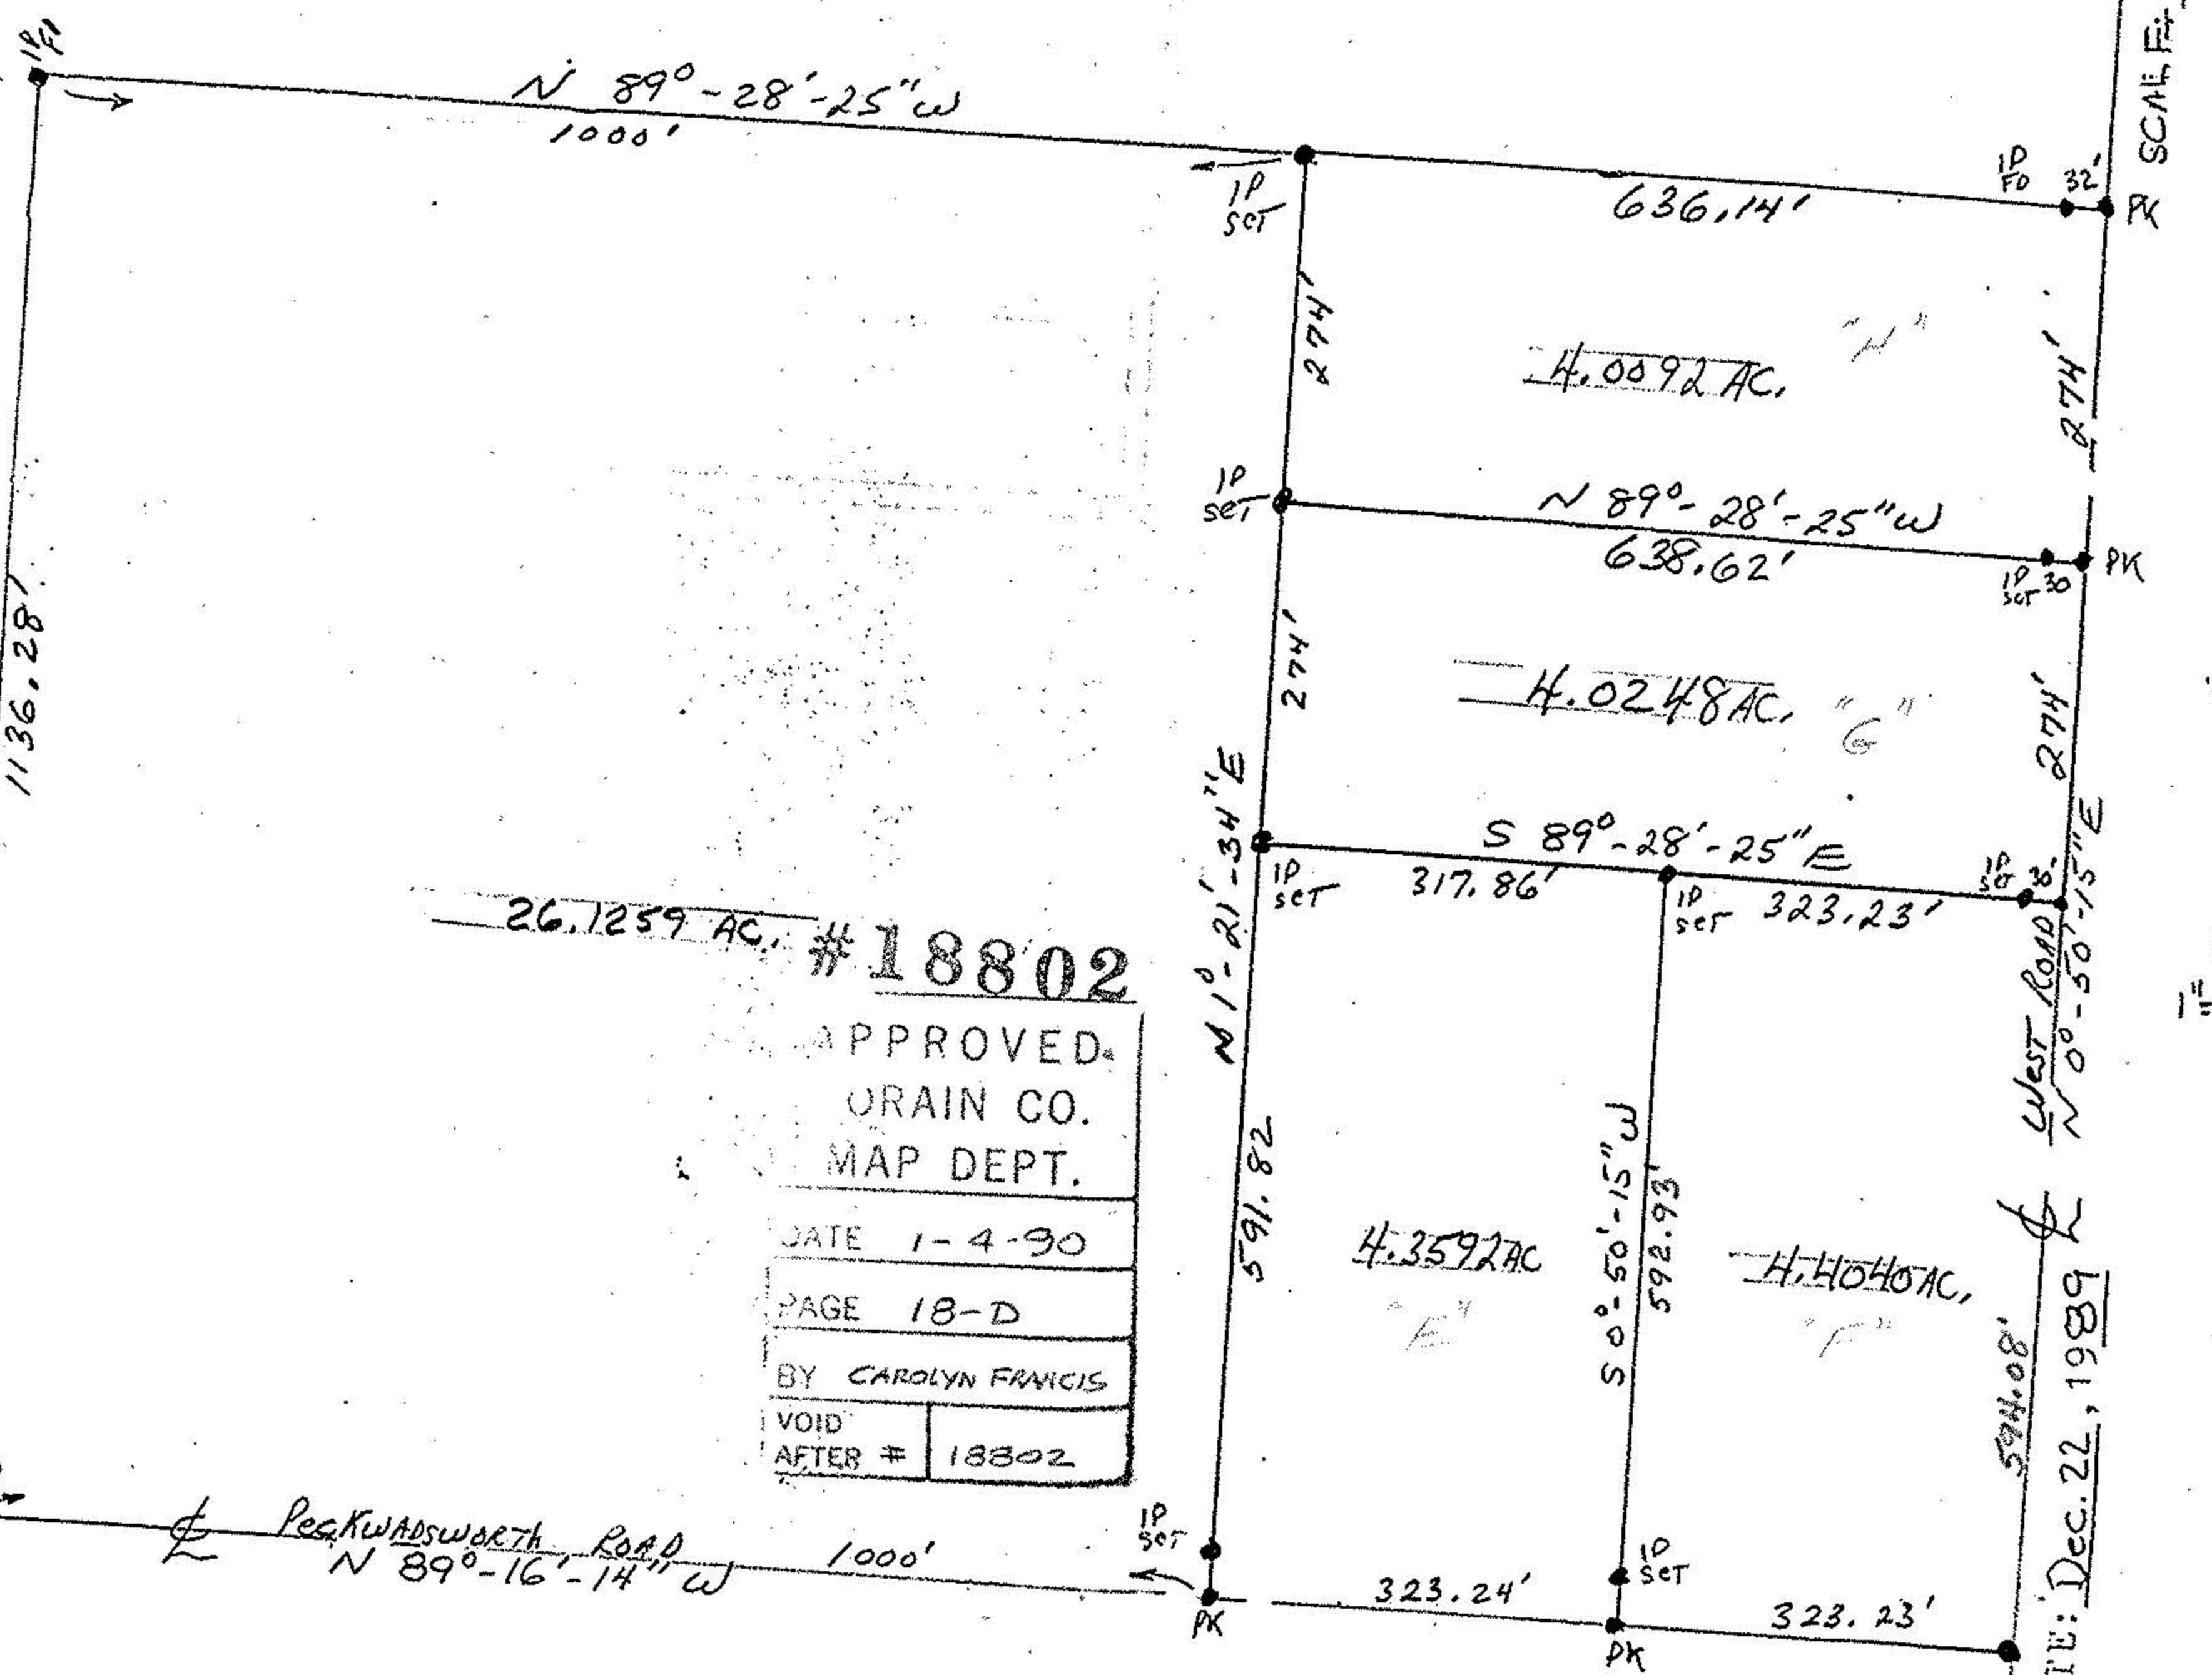 IP Fd
N 89° - 28' - 25" W
1000'
IP SET
636.14'
IP FD
32'
PK
SCALE
274'
4.0092 AC.
"H"
274'
IP SET
N 89° - 28' - 25" W
638.62'
IP SET 30
PK
1136.28'
274'
4.0248 AC.
"G"
274'
N 1° - 21' - 34" E
S 89° - 28' - 25" E
IP SET
317.86'
IP SET
323.23'
WEST ROAD
N 0° - 50' - 15" E
26.1259 AC.
#18802
1"=
APPROVED
ORAIN CO.
MAP DEPT.
DATE 1-4-90
PAGE 18-D
BY CAROLYN FRANCIS
VOID
AFTER # 18802
591.82
4.3592 AC
"E"
S 0° - 50' - 15" W
592.93'
4.4040 AC.
"F"
594.08'
TE: Dec. 22, 1989
℄ PeckWADSWORTH ROAD
N 89° - 16' - 14" W
1000'
IP SET
PK
323.24'
IP SET
PK
323.23'